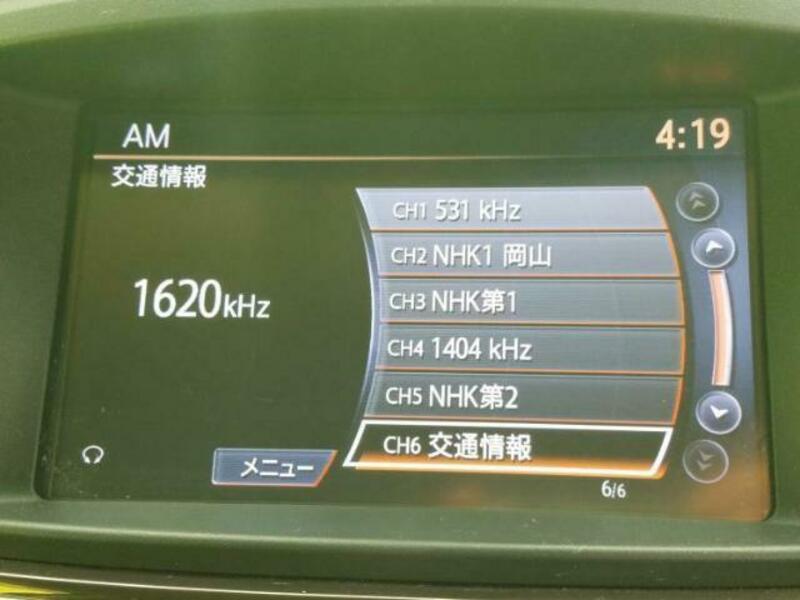 AM
4:19
交通情報
CH1 531 kHz
CH2 NHK1 岡山
1620kHz
CH3 NHK第1
CH4 1404 kHz
CH5 NHK第2
CH6 交通情報
メニュー
6/6